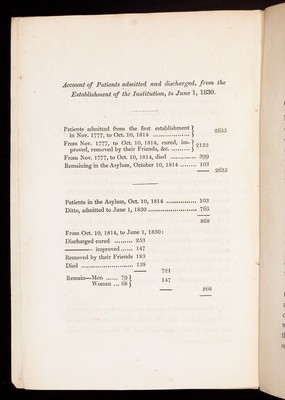 Account of Patients admitted and discharged, from the
Establishment of the Institution, to June 1, 1830.
Patients admitted from the first establishment } 2635
in Nov. 1777, to Oct. 10, 1814 ..................
From Nov. 1777, to Oct. 10, 1814, cured, im- } 2133
proved, removed by their Friends, &c. .........
From Nov. 1777, to Oct. 10, 1814, died ............. 399
Remaining in the Asylum, October 10, 1814 ........ 103
2635
Patients in the Asylum, Oct. 10, 1814 ............... 103
Ditto, admitted to June 1, 1830 ........................ 765
868
From Oct. 10, 1814, to June 1, 1830:
Discharged cured ......... 253
——— improved ...... 147
Removed by their Friends 183
Died ........................... 138
721
Remain—Men ...... 79 } 147
Women ... 68
868